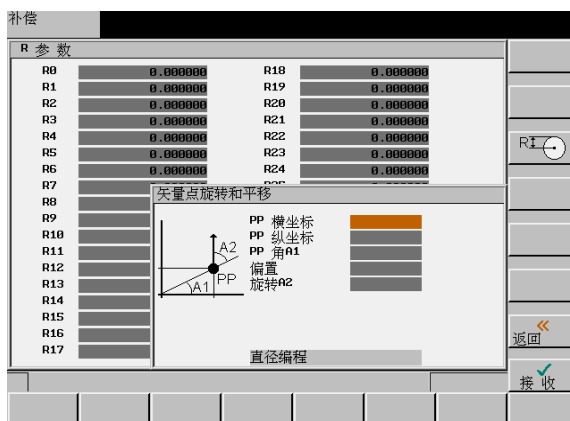 补偿
R 参数
R0 0.000000 R18 0.000000
R1 0.000000 R19 0.000000
R2 0.000000 R20 0.000000
R3 0.000000 R21 0.000000
R4 0.000000 R22 0.000000
R5 0.000000 R23 0.000000
R6 0.000000 R24 0.000000
R7
R8
R9
R10
R11
R12
R13
R14
R15
R16
R17
矢量点旋转和平移
PP 横坐标
PP 纵坐标
PP 角A1
偏置
旋转A2
A2
PP
A1
直径编程
R
返回
接收